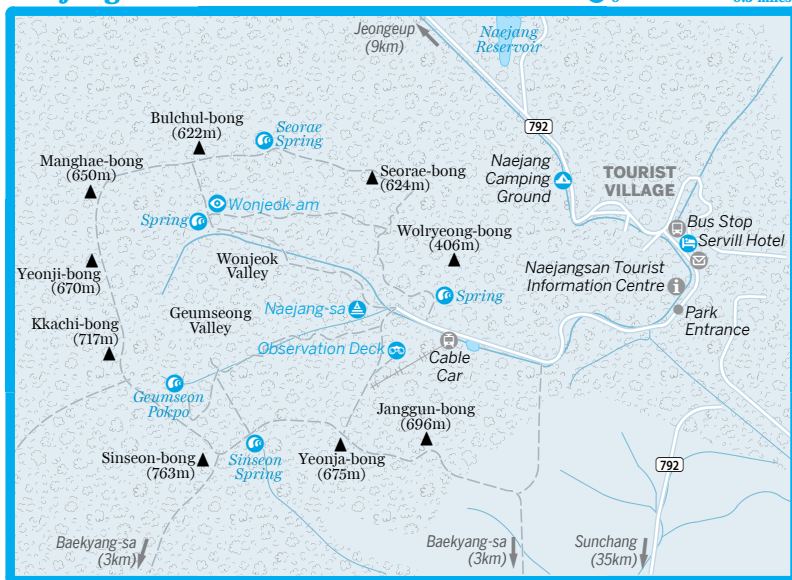 Jeongeup
(9km)
Naejang
Reservoir
Bulchul-bong
(622m)
Seorae
Spring
792
Manghae-bong
(650m)
Seorae-bong
(624m)
Naejang
Camping
Ground
TOURIST
VILLAGE
Wonjeok-am
Spring
Bus Stop
Servill Hotel
Wolryeong-bong
(406m)
Wonjeok
Valley
Yeonji-bong
(670m)
Naejangsan Tourist
Information Centre
Spring
Naejang-sa
Geumseong
Valley
Kkachi-bong
(717m)
Park
Entrance
Observation Deck
Cable
Car
Geumseon
Pokpo
Janggun-bong
(696m)
Sinseon-bong
(763m)
Sinseon
Spring
Yeonja-bong
(675m)
792
Baekyang-sa
(3km)
Baekyang-sa
(3km)
Sunchang
(35km)